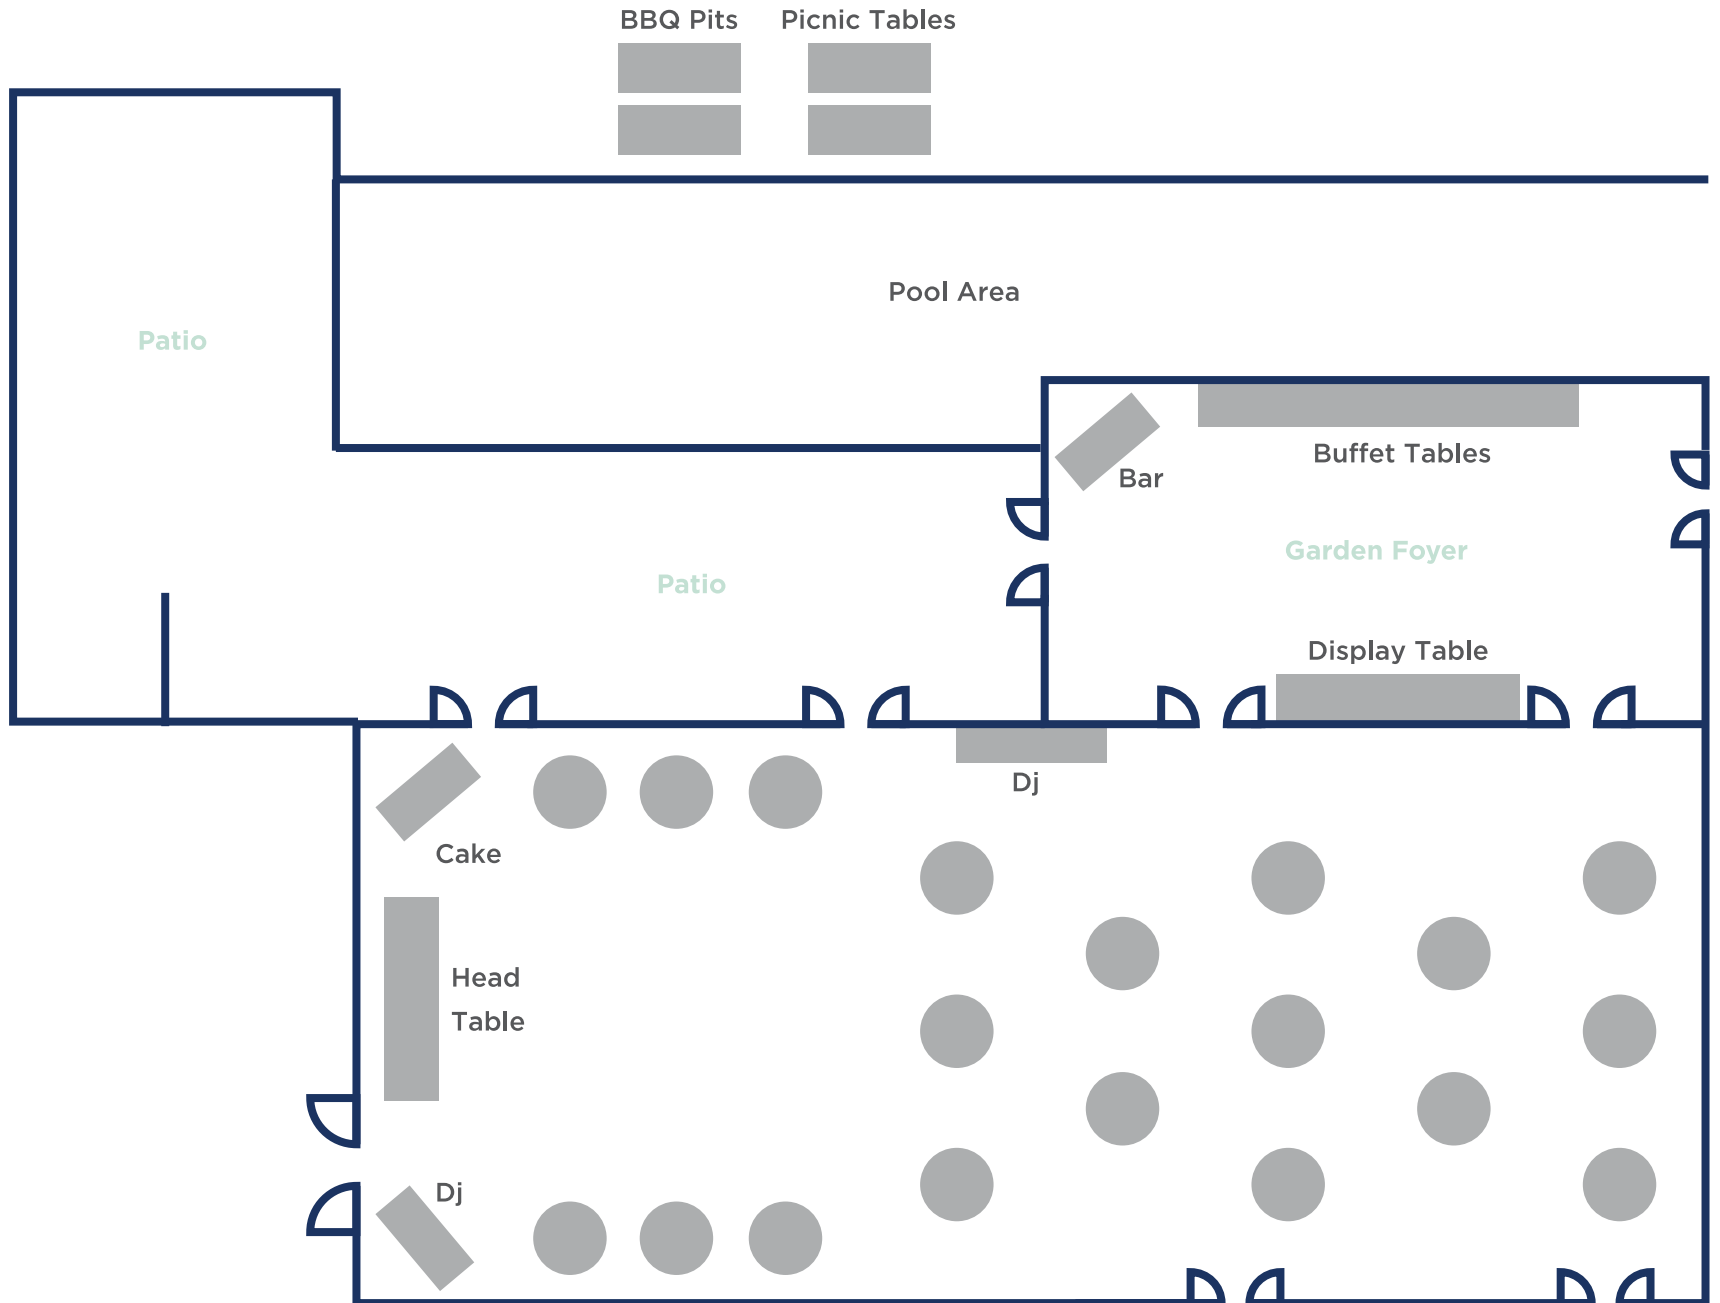 BBQ Pits
Picnic Tables
Pool Area
Patio
Buffet Tables
Bar
Garden Foyer
Patio
Display Table
Dj
Cake
Head
Table
Dj